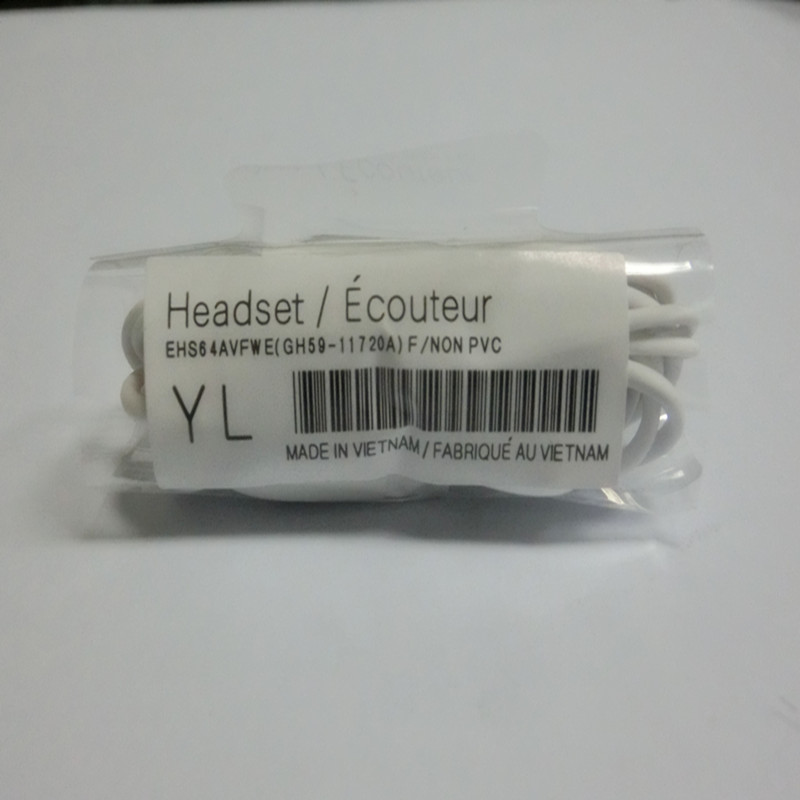 Headset / Écouteur
EHS64AVFWE(GH59-11720A) F/NON PVC
YL
MADE IN VIETNAM / FABRIQUÉ AU VIETNAM